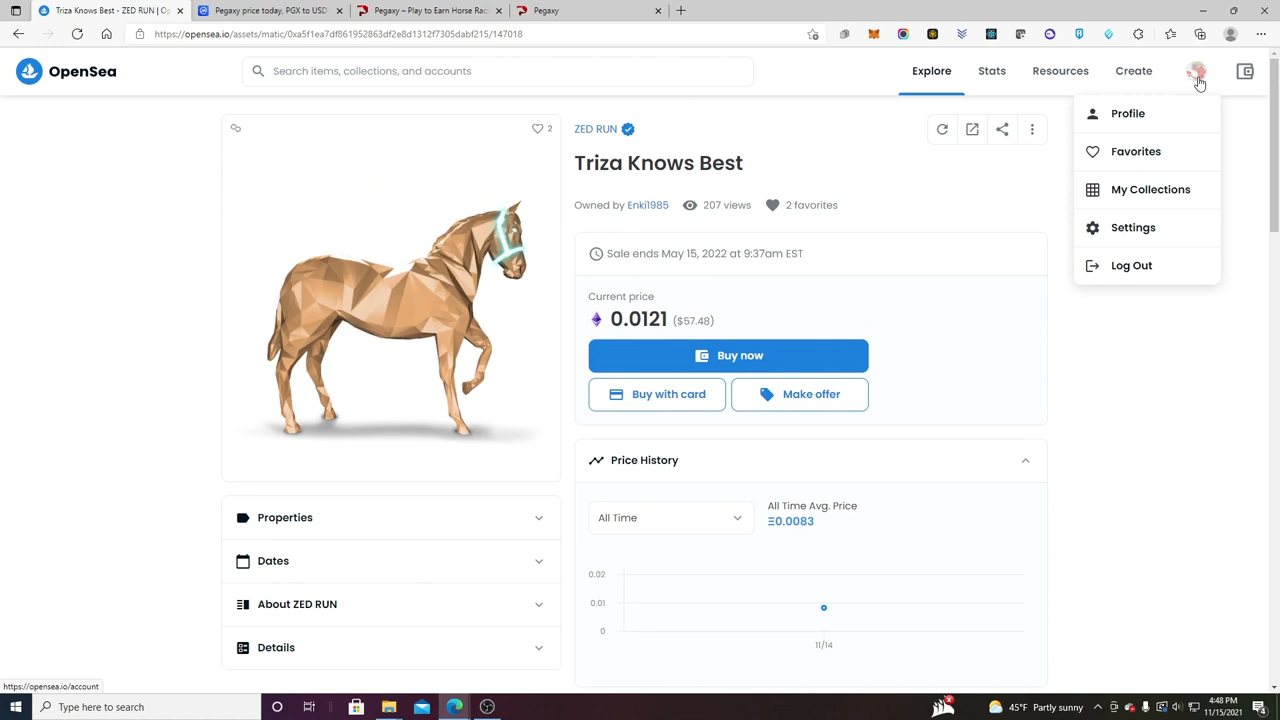 Triza Knows Best - ZED RUN | Op
Pegaxy price today, PGX to USD
Pegaxy – Play to Earn Horse Rac
Pegaxy
https://opensea.io/assets/matic/0xa5f1ea7df861952863df2e8d1312f7305dabf215/147018
OpenSea
Search items, collections, and accounts
Explore
Stats
Resources
Create
Profile
Favorites
My Collections
Settings
Log Out
2
ZED RUN
Triza Knows Best
Owned by Enki1985 207 views 2 favorites
Sale ends May 15, 2022 at 9:37am EST
Current price
0.0121 ($57.48)
Buy now
Buy with card
Make offer
Price History
All Time
All Time Avg. Price
Ξ0.0083
0.02
0.01
0
11/14
Properties
Dates
About ZED RUN
Details
https://opensea.io/account
Type here to search
45°F Partly sunny
4:48 PM
11/15/2021